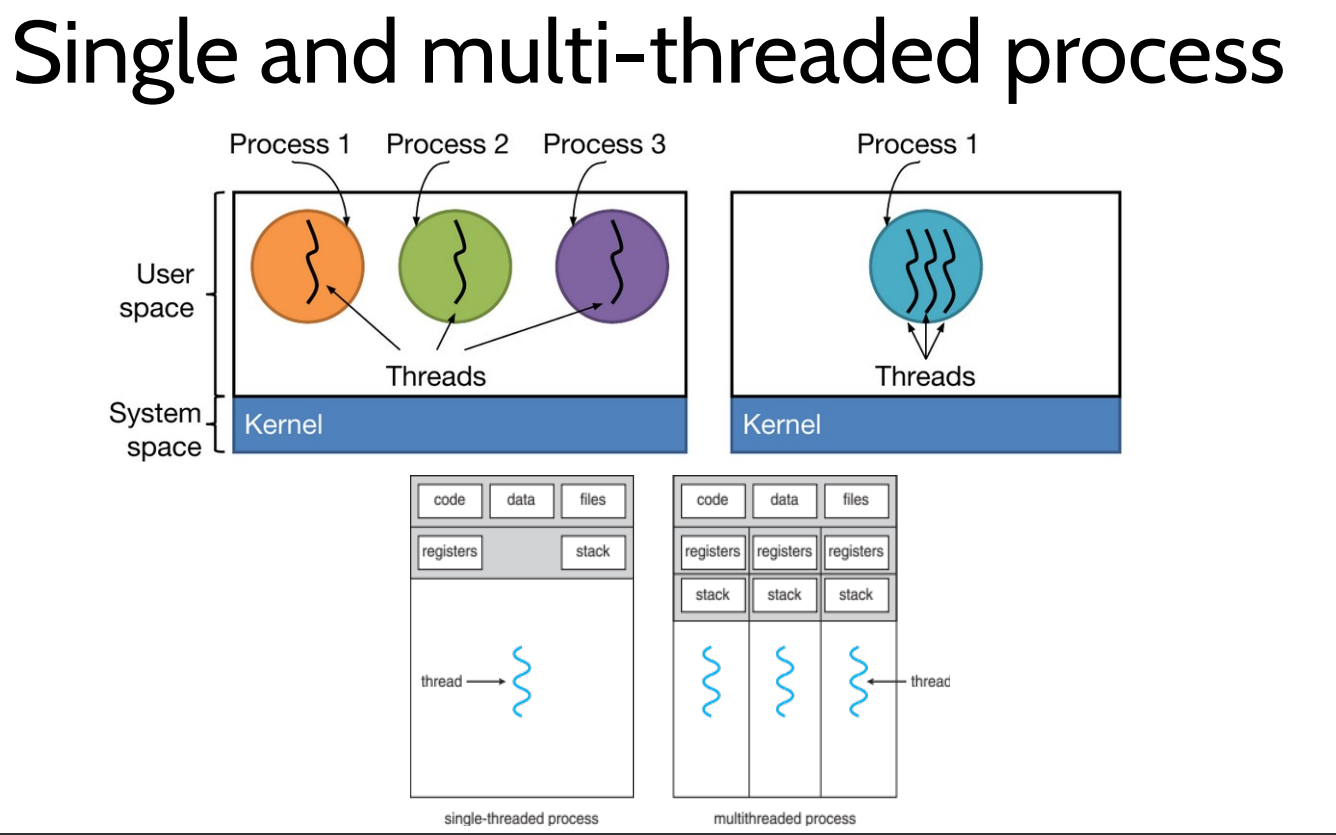 Single and multi-threaded process
Process 1 Process 2 Process 3 Process 1
User
space
Threads Threads
System
space
Kernel Kernel
code data files code data files
registers stack registers registers registers
stack stack stack
thread thread
single-threaded process multithreaded process